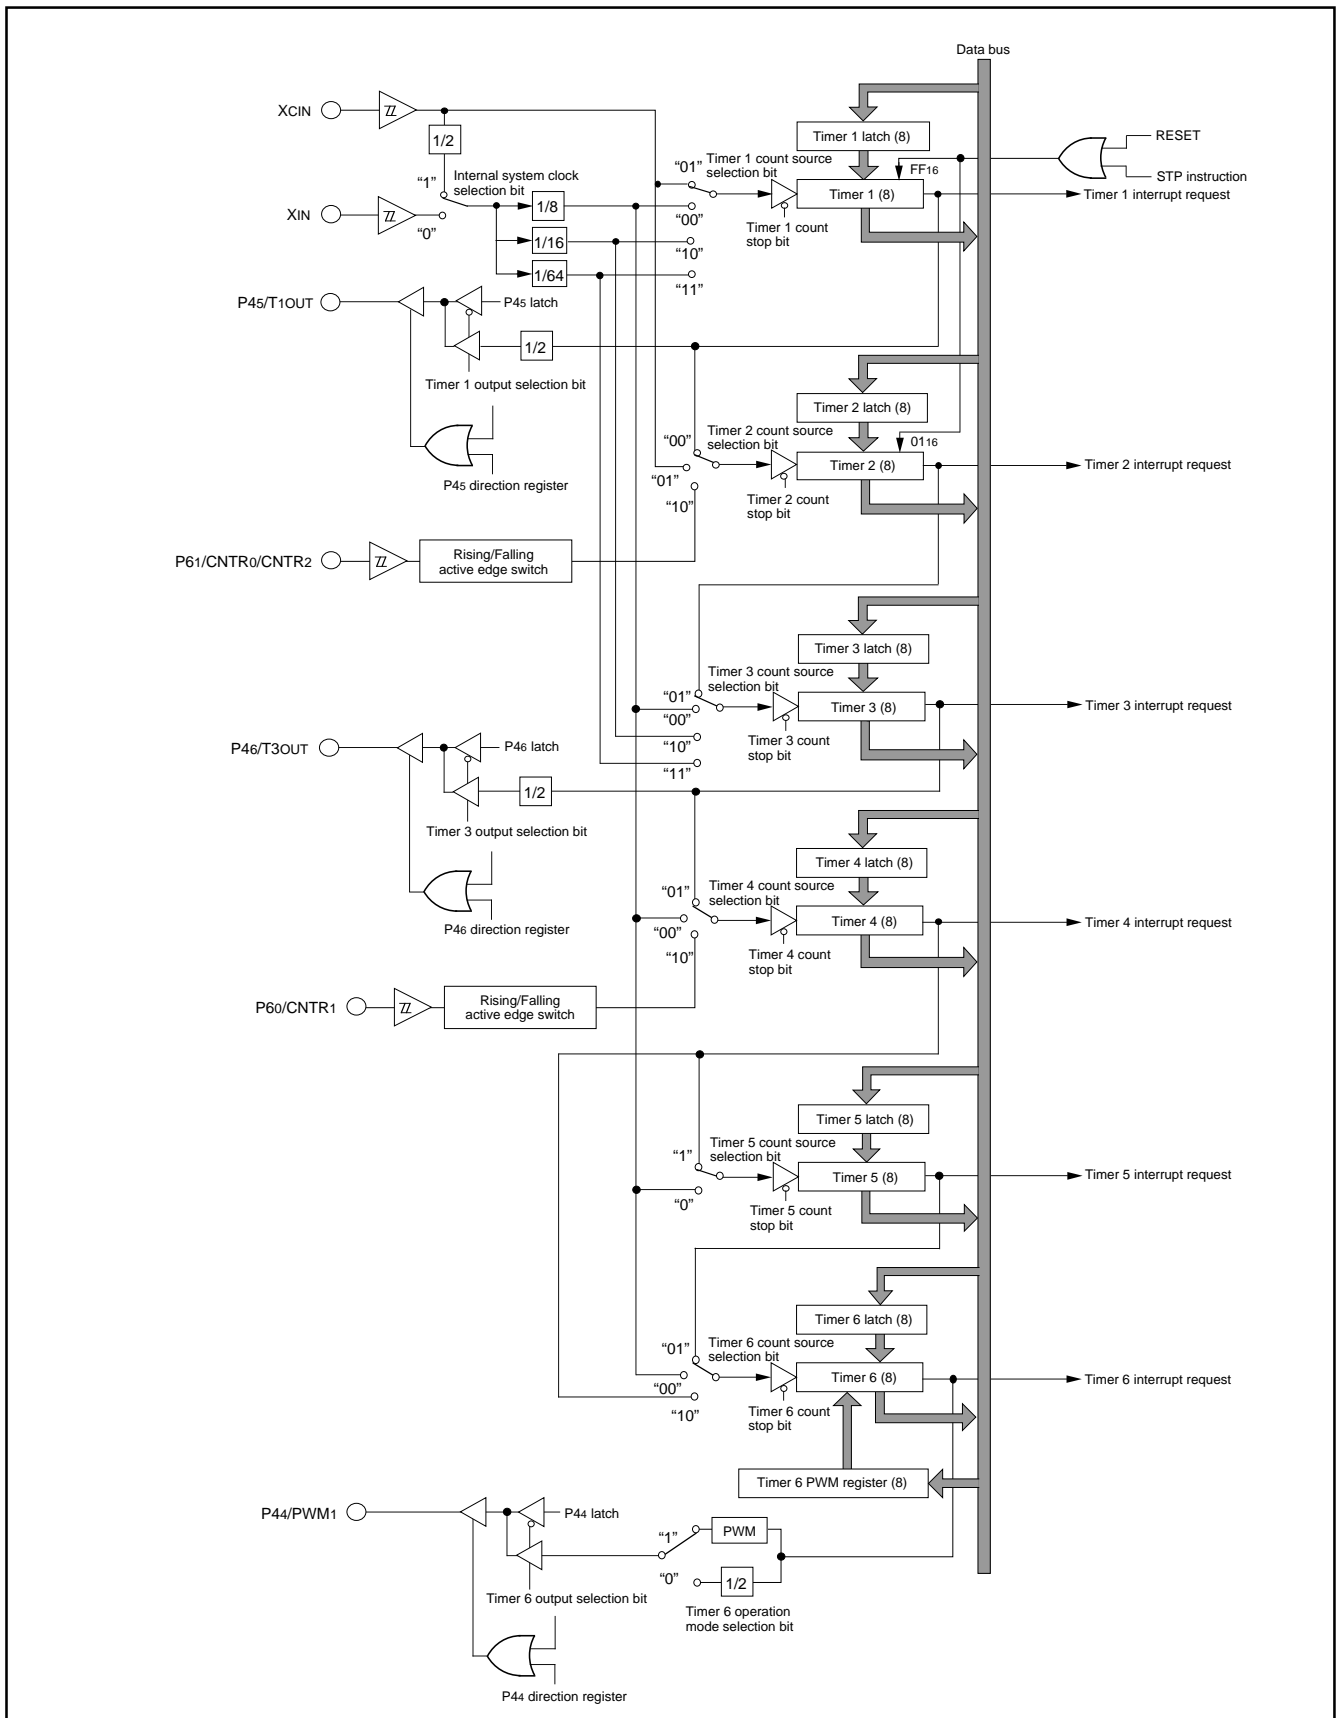 Data bus
XCIN
1/2
Timer 1 latch (8)
RESET
STP instruction
"1"
Internal system clock
selection bit
"01"
Timer 1 count source
selection bit
FF16
XIN
"0"
1/8
"00"
Timer 1 (8)
Timer 1 interrupt request
Timer 1 count
stop bit
1/16
"10"
1/64
"11"
P45/T1OUT
P45 latch
1/2
Timer 1 output selection bit
P45 direction register
Timer 2 latch (8)
"00"
Timer 2 count source
selection bit
0116
"01"
Timer 2 (8)
Timer 2 interrupt request
"10"
Timer 2 count
stop bit
P61/CNTR0/CNTR2
Rising/Falling
active edge switch
Timer 3 latch (8)
"01"
Timer 3 count source
selection bit
"00"
Timer 3 (8)
Timer 3 interrupt request
"10"
Timer 3 count
stop bit
"11"
P46/T3OUT
P46 latch
1/2
Timer 3 output selection bit
P46 direction register
Timer 4 latch (8)
"01"
Timer 4 count source
selection bit
"00"
Timer 4 (8)
Timer 4 interrupt request
"10"
Timer 4 count
stop bit
P60/CNTR1
Rising/Falling
active edge switch
Timer 5 latch (8)
"1"
Timer 5 count source
selection bit
Timer 5 (8)
Timer 5 interrupt request
"0"
Timer 5 count
stop bit
Timer 6 latch (8)
"01"
Timer 6 count source
selection bit
"00"
Timer 6 (8)
Timer 6 interrupt request
"10"
Timer 6 count
stop bit
Timer 6 PWM register (8)
P44/PWM1
P44 latch
"1"
PWM
"0"
1/2
Timer 6 output selection bit
Timer 6 operation
mode selection bit
P44 direction register